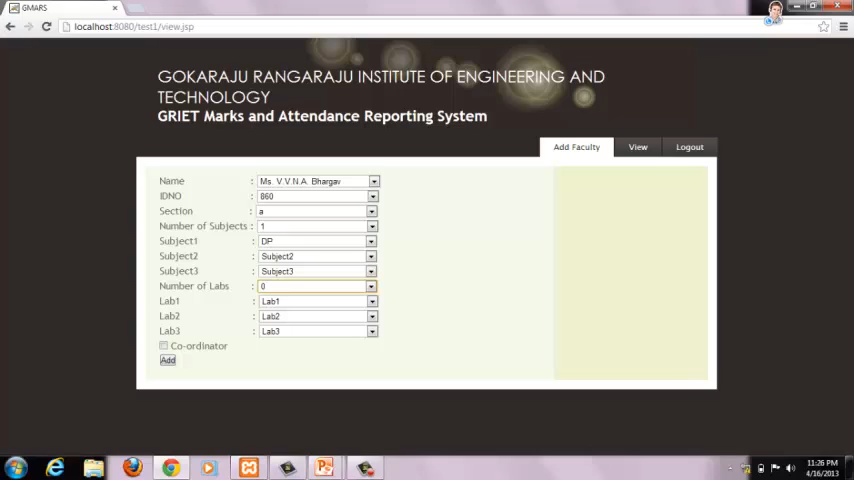 GMARS
localhost:8080/test1/view.jsp
GOKARAJU RANGARAJU INSTITUTE OF ENGINEERING AND
TECHNOLOGY
GRIET Marks and Attendance Reporting System
Add Faculty View Logout
Name : Ms. V.V.N.A. Bhargav
IDNO : 860
Section : a
Number of Subjects : 1
Subject1 : DP
Subject2 : Subject2
Subject3 : Subject3
Number of Labs : 0
Lab1 : Lab1
Lab2 : Lab2
Lab3 : Lab3
Co-ordinator
Add
11:26 PM
4/16/2013